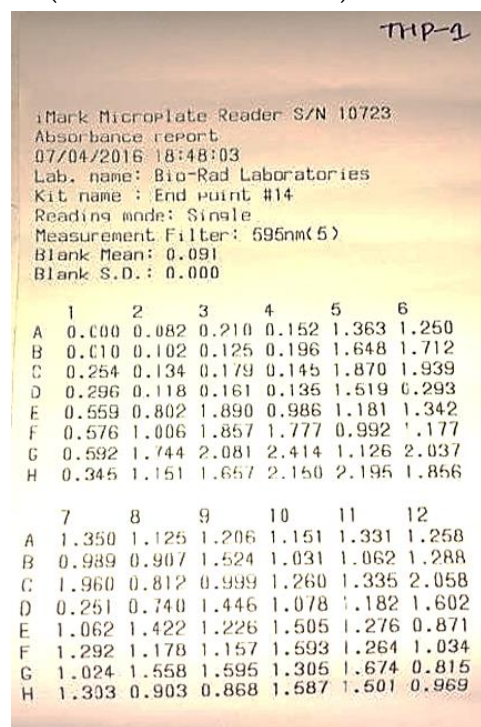 THP-1
iMark Microplate Reader S/N 10723
Absorbance report
07/04/2016 18:48:03
Lab. name: Bio-Rad Laboratories
Kit name : End point #14
Reading mode: Single
Measurement Filter: 595nm(5)
Blank Mean: 0.091
Blank S.D.: 0.000
1 2 3 4 5 6
A 0.000 0.082 0.210 0.152 1.363 1.250
B 0.010 0.102 0.125 0.196 1.648 1.712
C 0.254 0.134 0.179 0.145 1.870 1.939
D 0.296 0.118 0.161 0.135 1.519 0.293
E 0.559 0.802 1.890 0.986 1.181 1.342
F 0.576 1.006 1.857 1.777 0.992
G 0.592 1.744 2.081 2.414 1.126 2.037
H 0.345 1.151 1.657 2.150 2.195 1.856
7 8 9 10 11 12
A 1.350 1.125 1.206 1.151 1.331 1.258
B 0.989 0.907 1.524 1.031 1.062 1.288
C 1.960 0.812 0.999 1.260 1.335 2.058
D 0.251 0.740 1.446 1.078 1.602
E 1.062 1.422 1.226 1.505 1.276 0.871
F 1.292 1.178 1.157 1.593 1.264 1.034
G 1.024 1.558 1.595 1.305 1.674 0.815
H 1.303 0.903 0.868 1.587 1.501 0.969